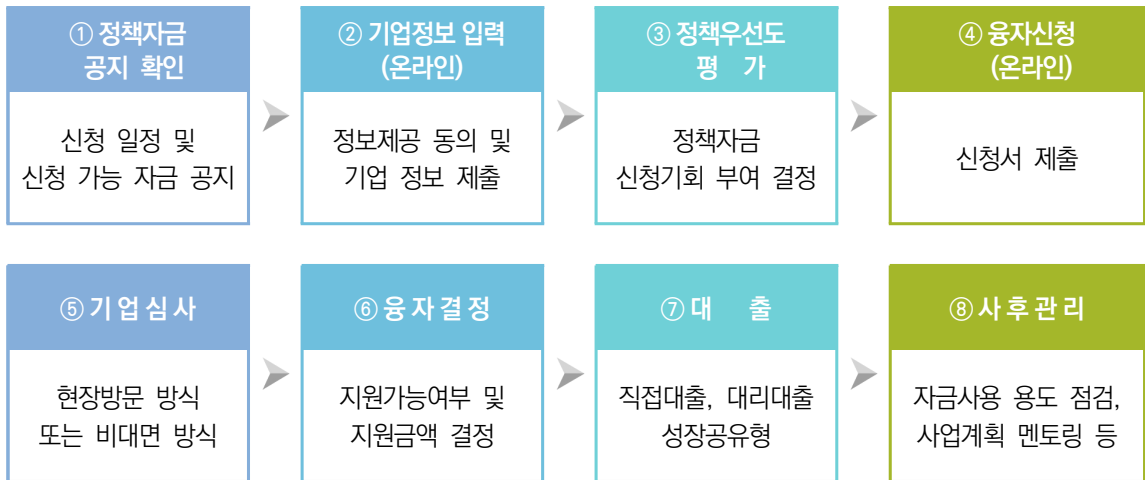 ① 정책자금
공지 확인
신청 일정 및
신청 가능 자금 공지
② 기업정보 입력
(온라인)
정보제공 동의 및
기업 정보 제출
③ 정책우선도
평 가
정책자금
신청기회 부여 결정
④ 융자신청
(온라인)
신청서 제출
⑤ 기 업 심 사
현장방문 방식
또는 비대면 방식
⑥ 융 자 결 정
지원가능여부 및
지원금액 결정
⑦ 대 출
직접대출, 대리대출
성장공유형
⑧ 사 후 관 리
자금사용 용도 점검,
사업계획 멘토링 등